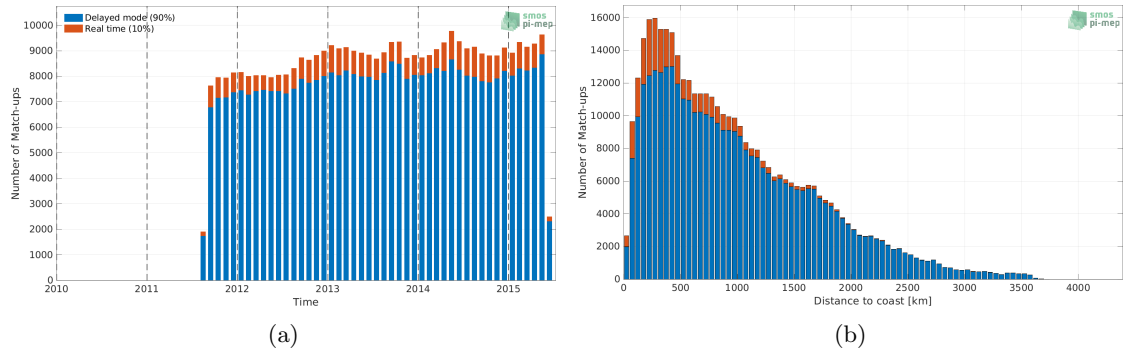 Delayed mode (90%)
Real time (10%)
smos
pi-mep
10000
9000
8000
7000
6000
5000
4000
3000
2000
1000
0
Number of Match-ups
2010 2011 2012 2013 2014 2015
Time
(a)
smos
pi-mep
16000
14000
12000
10000
8000
6000
4000
2000
0
Number of Match-ups
0 500 1000 1500 2000 2500 3000 3500 4000
Distance to coast [km]
(b)